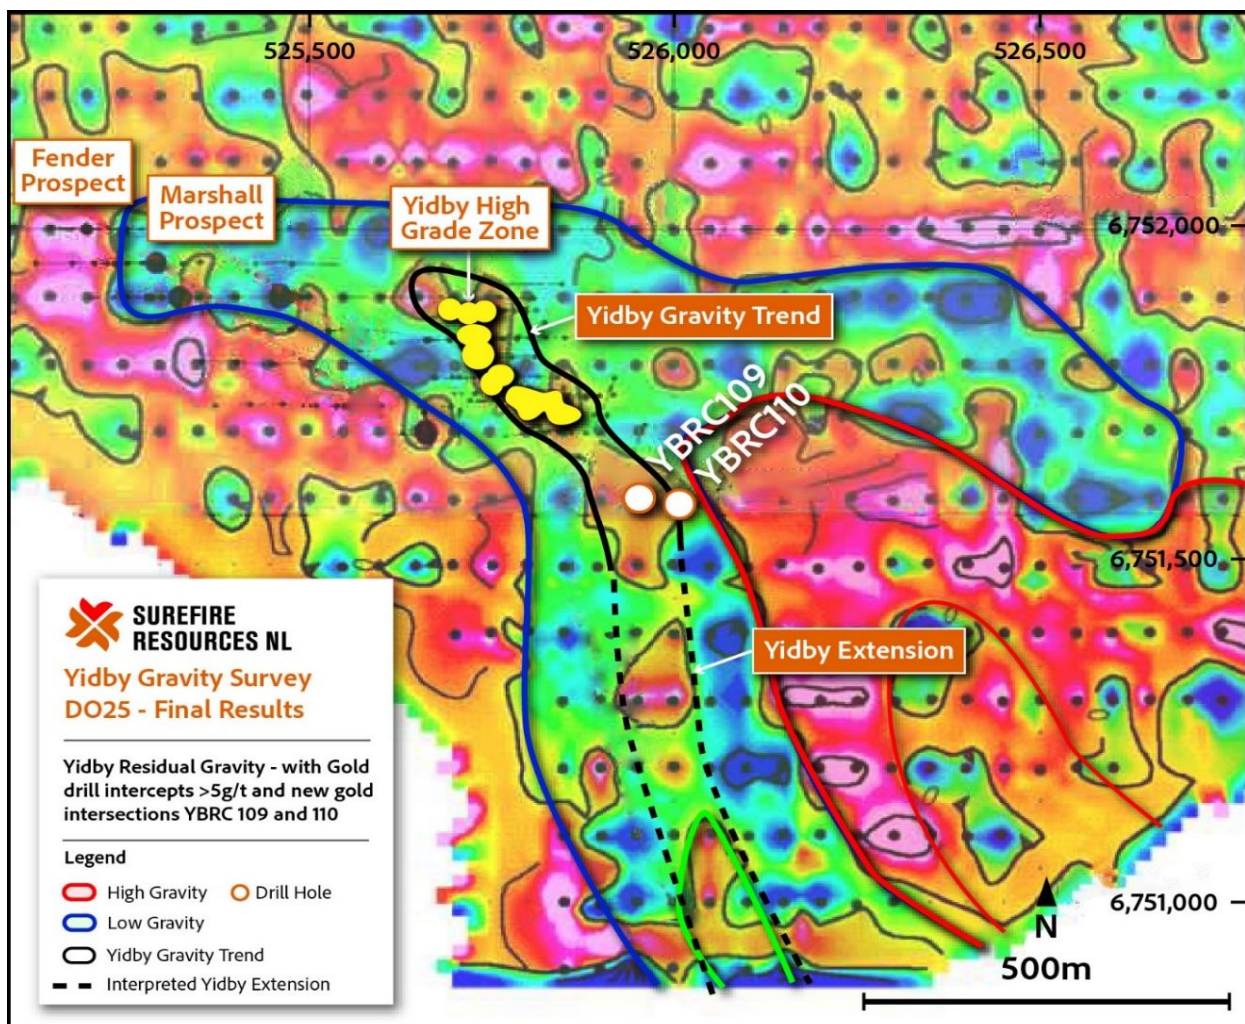 525,500
526,000
526,500
Fender
Prospect
Marshall
Prospect
Yidby High
Grade Zone
6,752,000
Yidby Gravity Trend
YBRC109
YBRC110
6,751,500
Yidby Extension
SUREFIRE
RESOURCES NL
Yidby Gravity Survey
DO25 - Final Results
Yidby Residual Gravity - with Gold
drill intercepts >5g/t and new gold
intersections YBRC 109 and 110
Legend
High Gravity
Drill Hole
Low Gravity
Yidby Gravity Trend
Interpreted Yidby Extension
6,751,000
N
500m